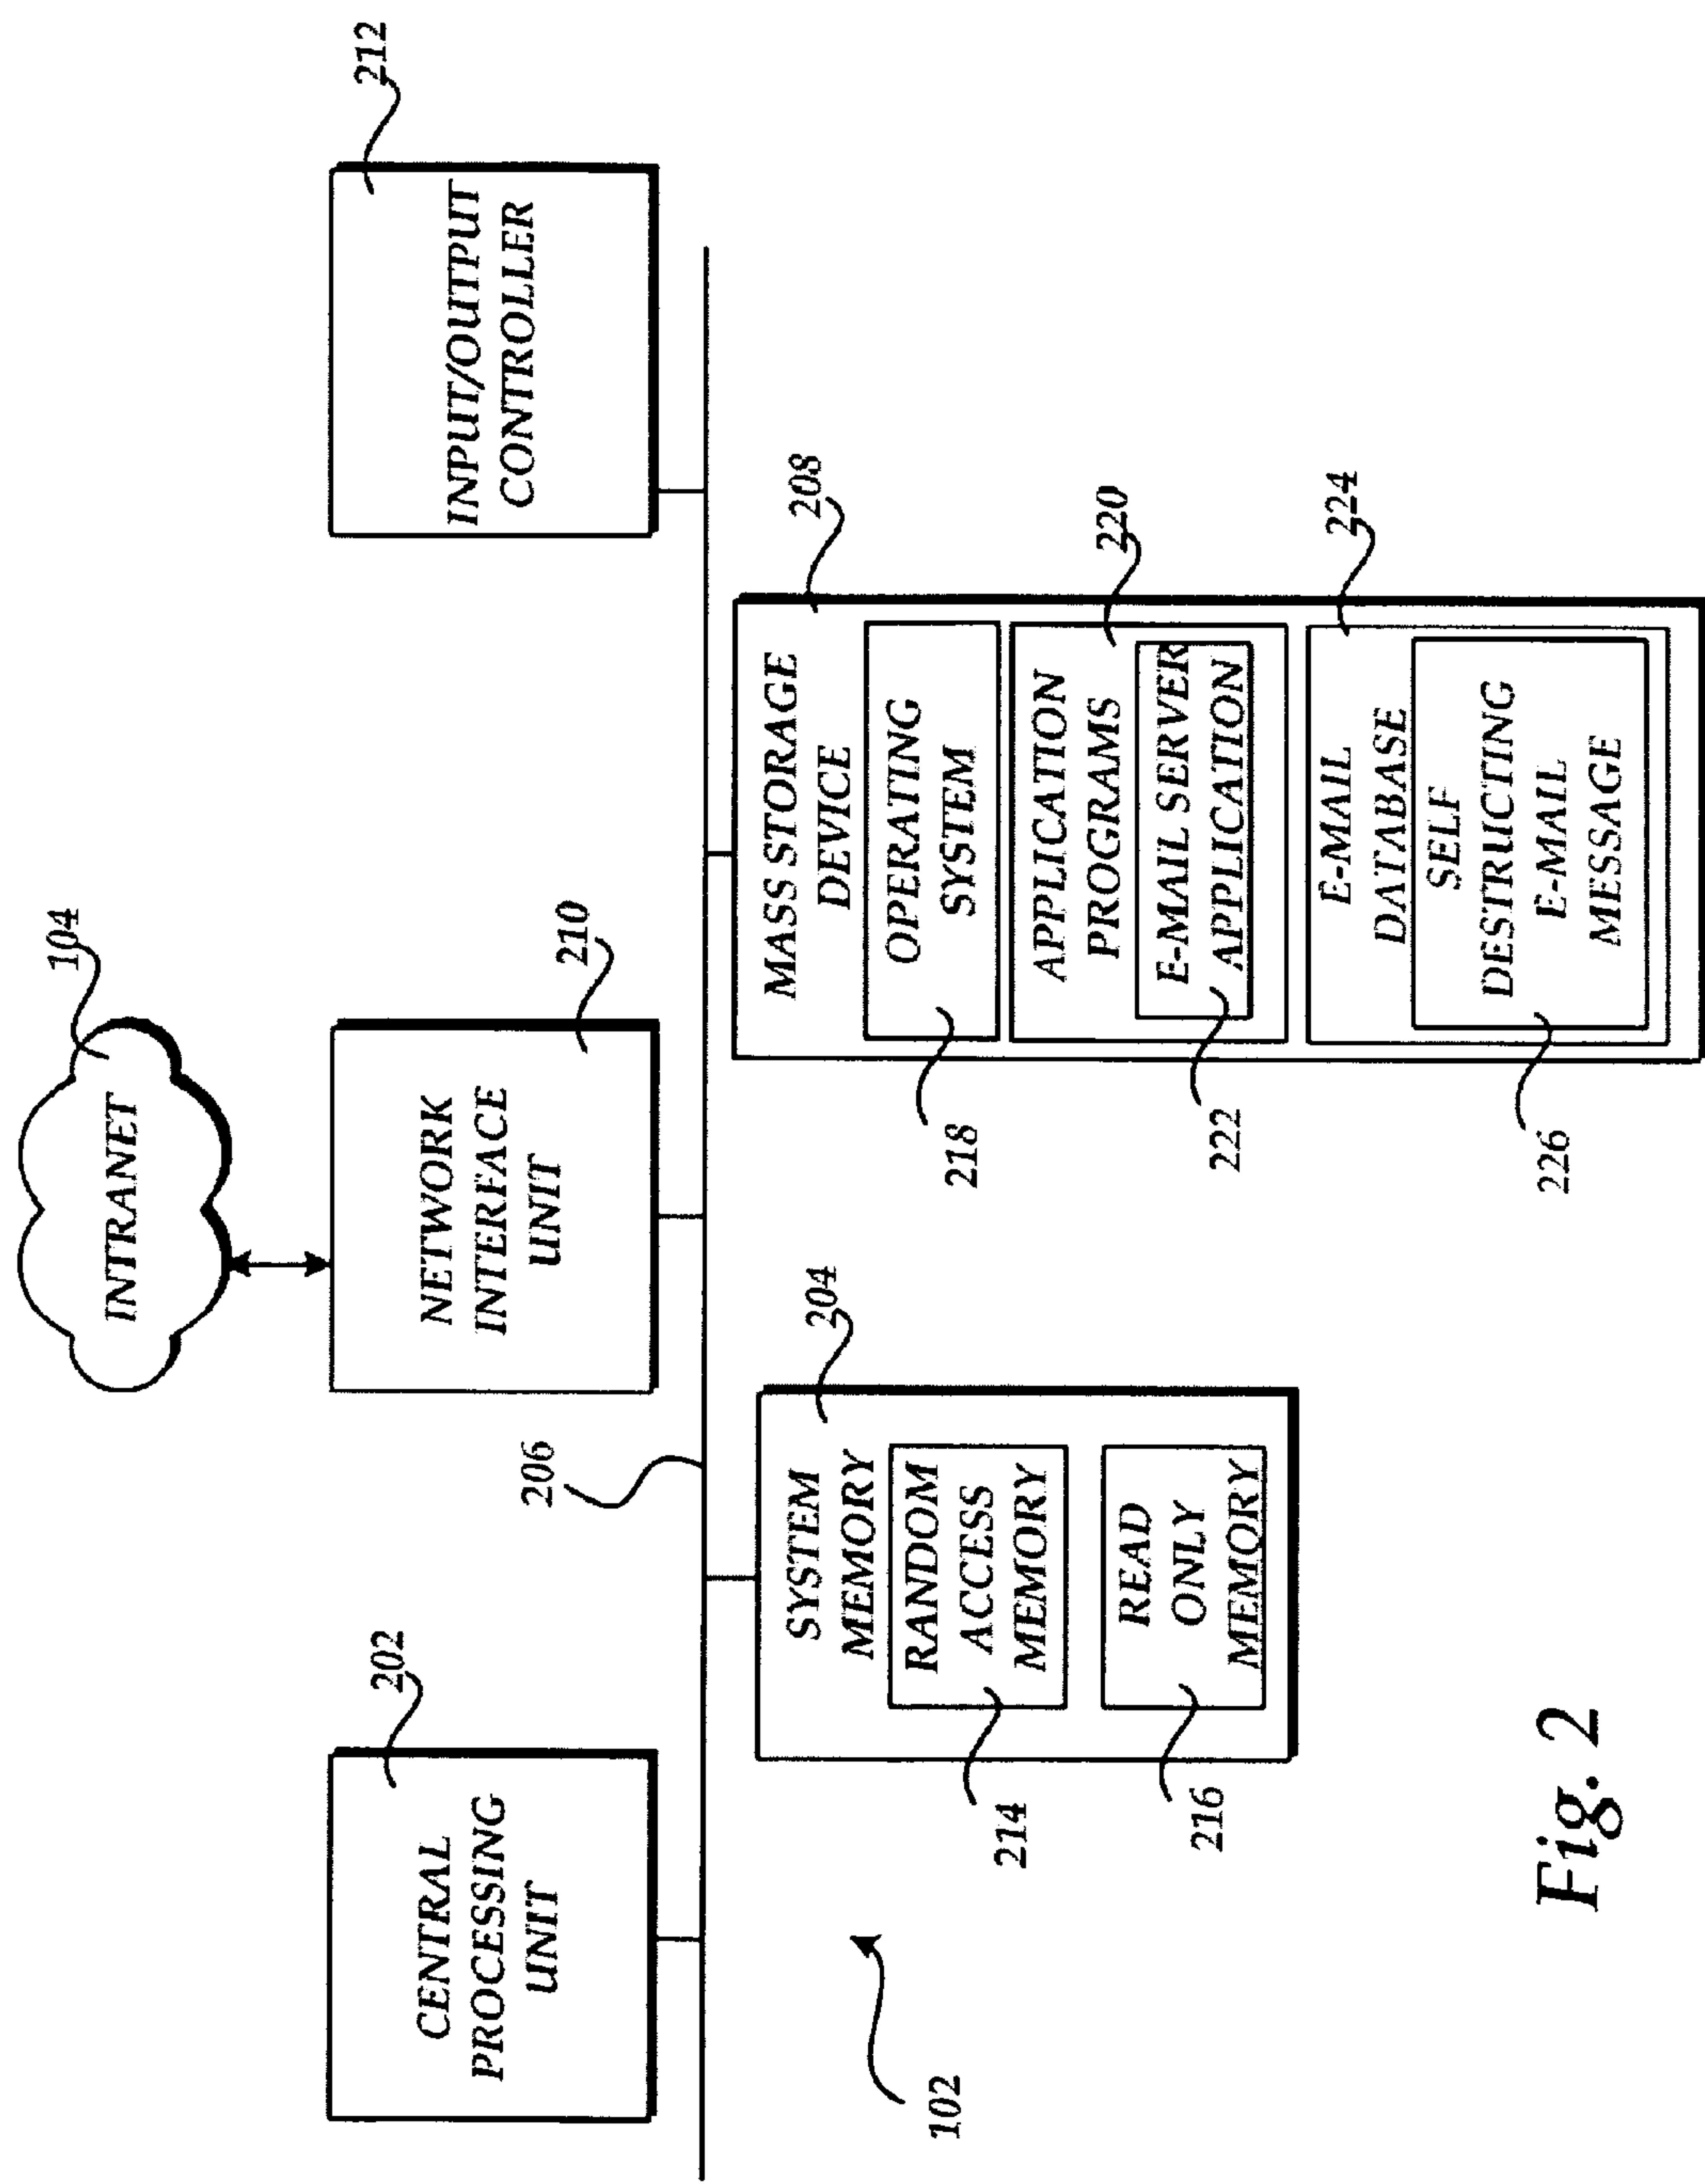 104
INTRANET
202
CENTRAL
PROCESSING
UNIT
210
NETWORK
INTERFACE
UNIT
212
INPUT/OUTPUT
CONTROLLER
206
204
SYSTEM
MEMORY
RANDOM
ACCESS
MEMORY
214
READ
ONLY
MEMORY
216
208
MASS STORAGE
DEVICE
OPERATING
SYSTEM
218
220
APPLICATION
PROGRAMS
E-MAIL SERVER
APPLICATION
222
224
E-MAIL
DATABASE
SELF
DESTRUCTING
E-MAIL
MESSAGE
226
102
Fig. 2